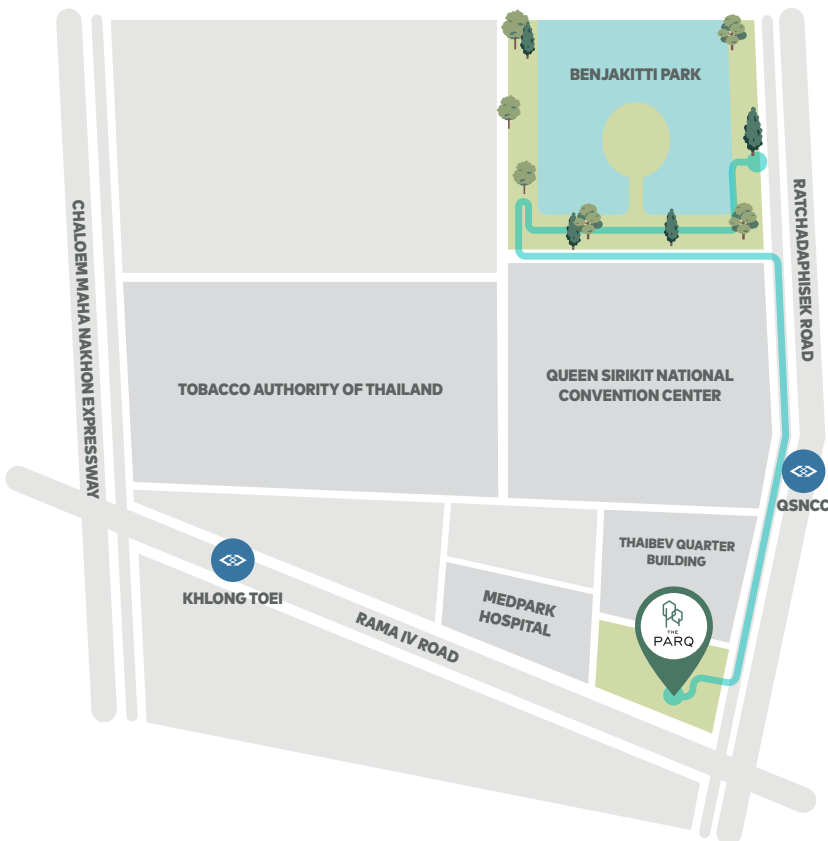 BENJAKITTI PARK
RATCHADAPHISEK ROAD
CHALOEM MAHA NAKHON EXPRESSWAY
TOBACCO AUTHORITY OF THAILAND
QUEEN SIRIKIT NATIONAL
CONVENTION CENTER
QSNCC
THAIBEV QUARTER
BUILDING
KHLONG TOEI
MEDPARK
HOSPITAL
RAMA IV ROAD
THE
PARQ